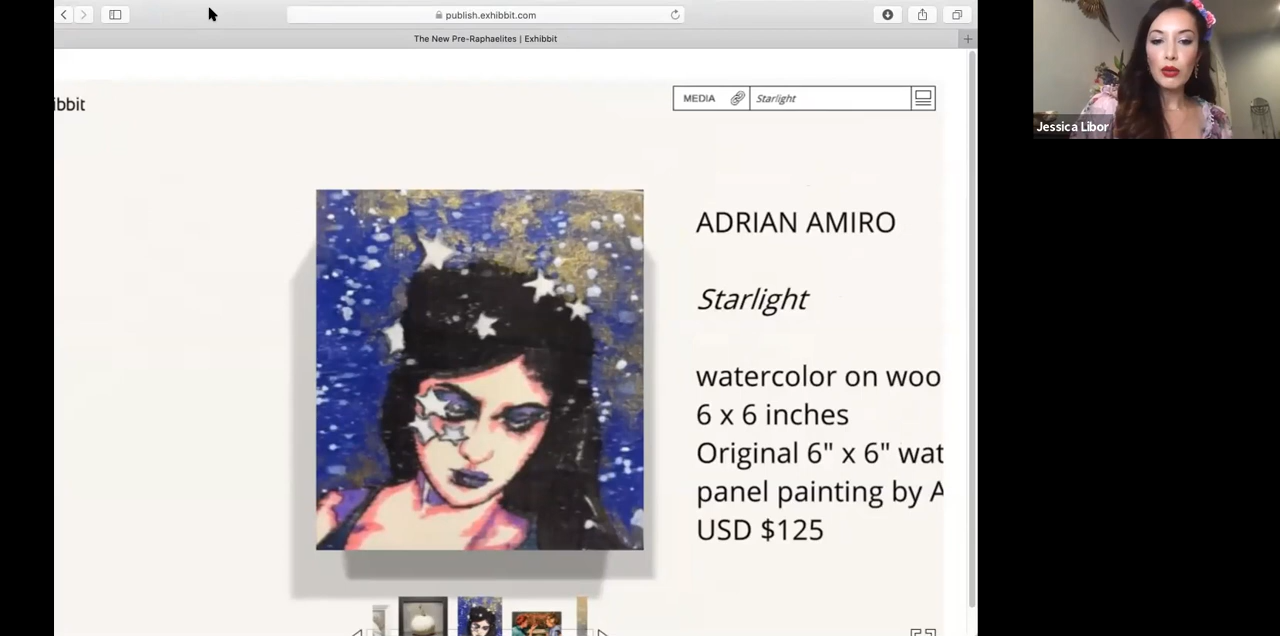 publish.exhibbit.com
The New Pre-Raphaelites | Exhibbit
ibbit
MEDIA
Starlight
Jessica Libor
ADRIAN AMIRO
Starlight
watercolor on woo
6 x 6 inches
Original 6" x 6" wat
panel painting by A
USD $125